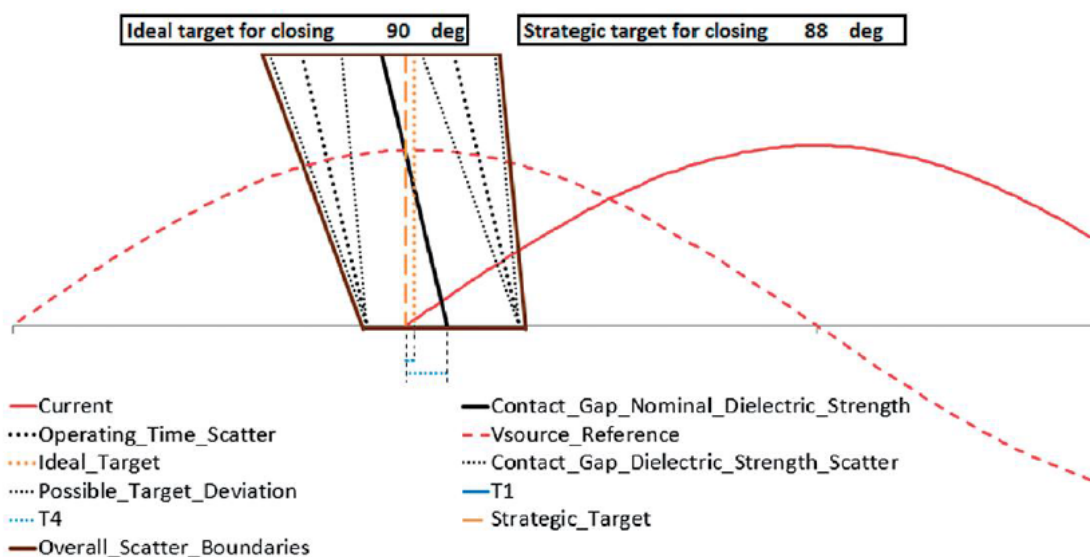 Ideal target for closing 90 deg Strategic target for closing 88 deg
Current Contact_Gap_Nominal_Dielectric_Strength
Operating_Time_Scatter Vsource_Reference
Ideal_Target Contact_Gap_Dielectric_Strength_Scatter
Possible_Target_Deviation T1
T4 Strategic_Target
Overall_Scatter_Boundaries